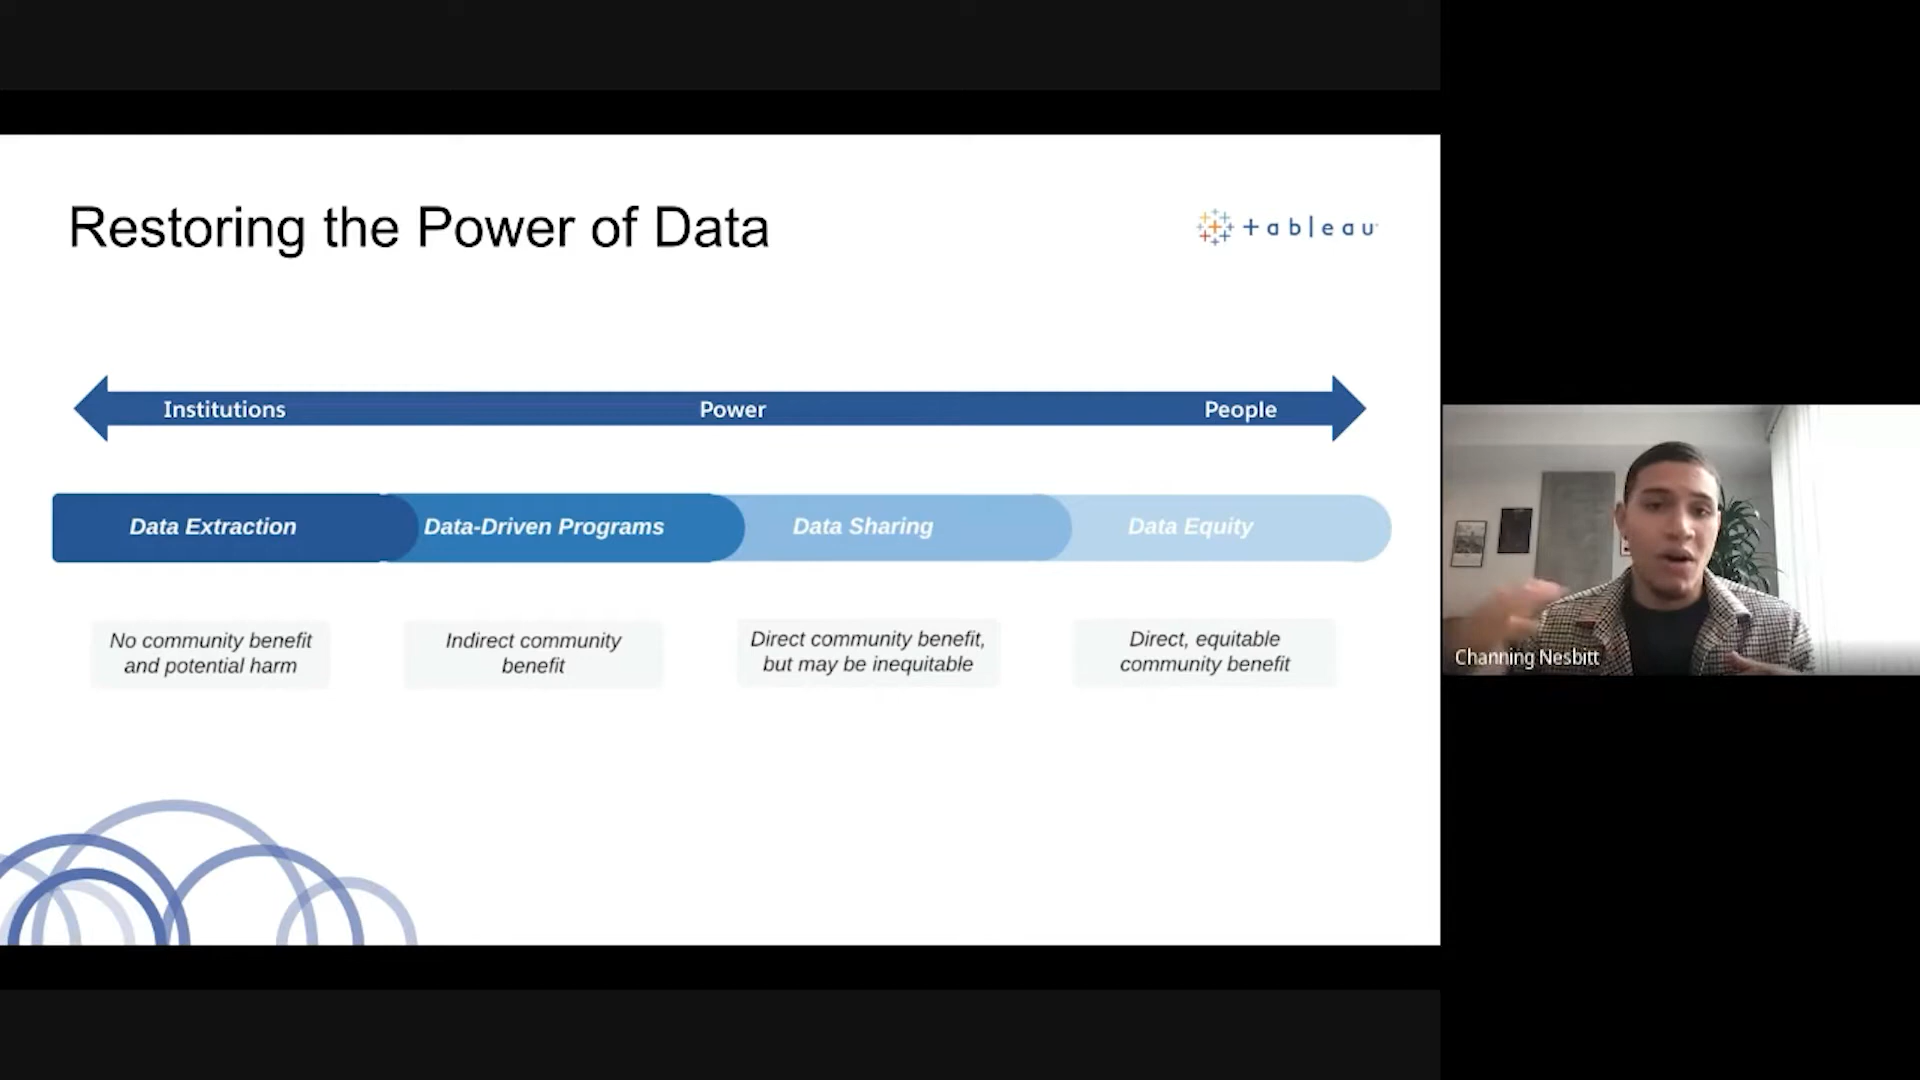 Restoring the Power of Data
tableau
Institutions
Power
People
Data Extraction
Data-Driven Programs
Data Sharing
Data Equity
No community benefit
and potential harm
Indirect community
benefit
Direct community benefit,
but may be inequitable
Direct, equitable
community benefit
Channing Nesbitt